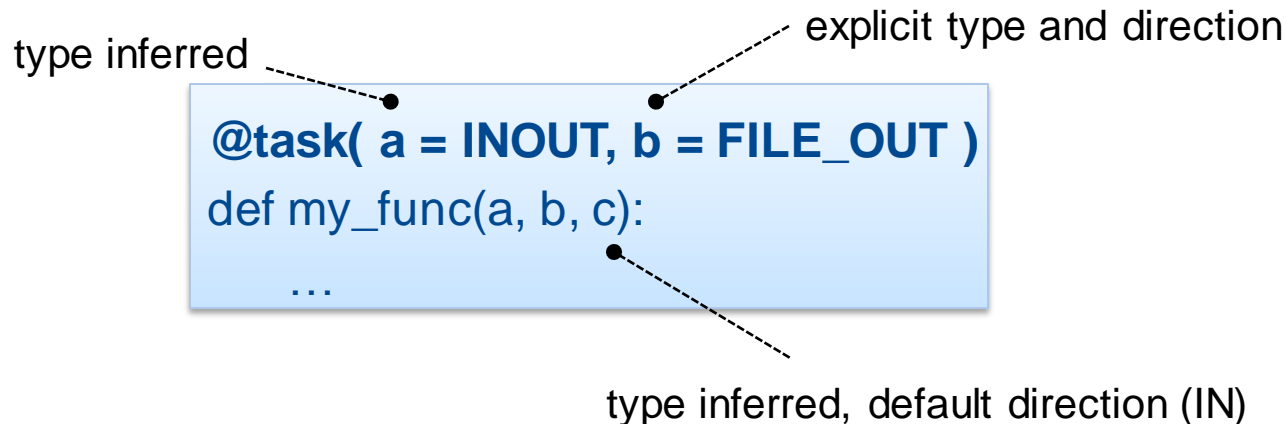 explicit type and direction
type inferred
@task( a = INOUT, b = FILE_OUT )
def my_func(a, b, c):
…
type inferred, default direction (IN)